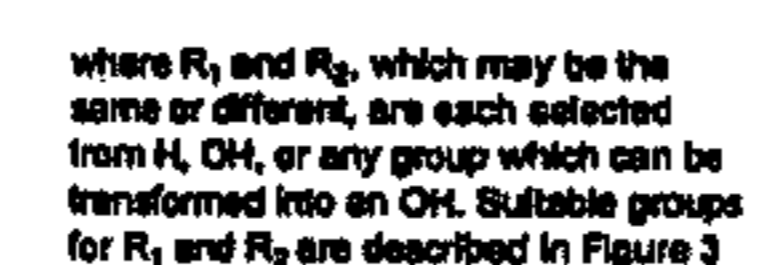 where R₁ and R₂, which may be the
same or different, are each selected
from H, OH, or any group which can be
transformed into an OH. Suitable groups
for R₁ and R₂ are described in Figure 3